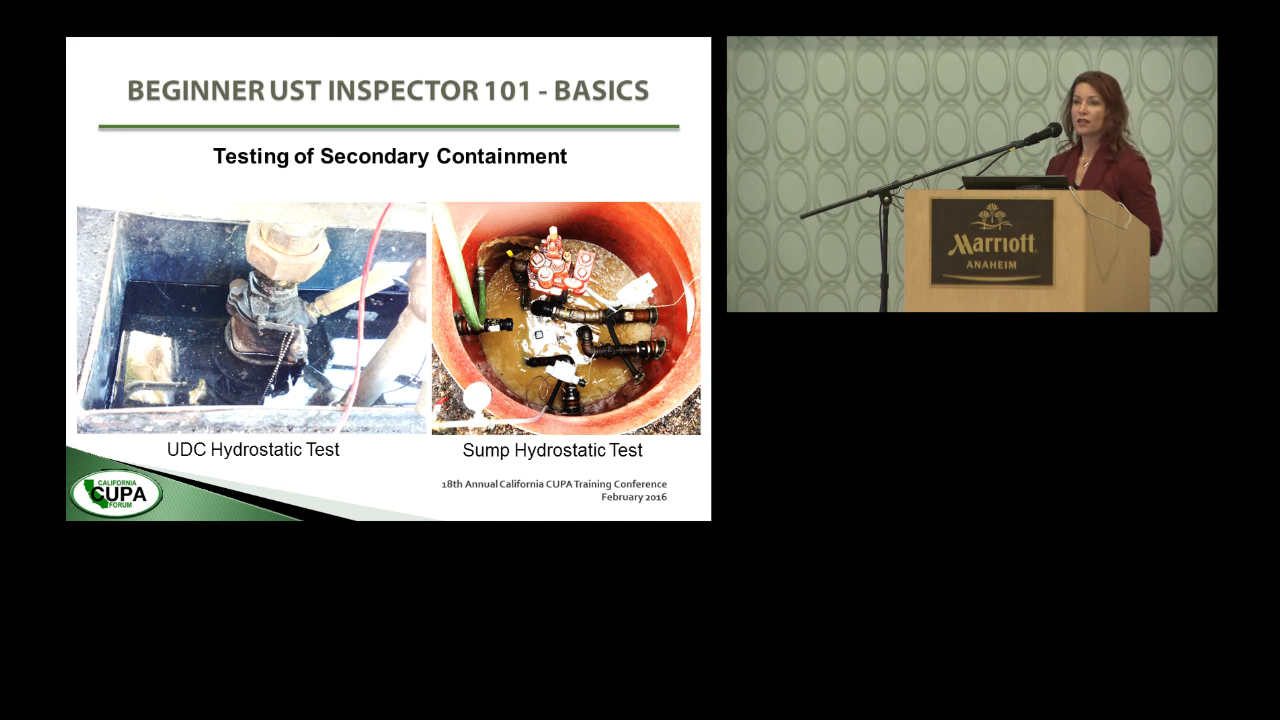 BEGINNER UST INSPECTOR 101 - BASICS
Testing of Secondary Containment
UDC Hydrostatic Test
Sump Hydrostatic Test
18th Annual California CUPA Training Conference
February 2016
CALIFORNIA
CUPA
FORUM
Marriott
ANAHEIM